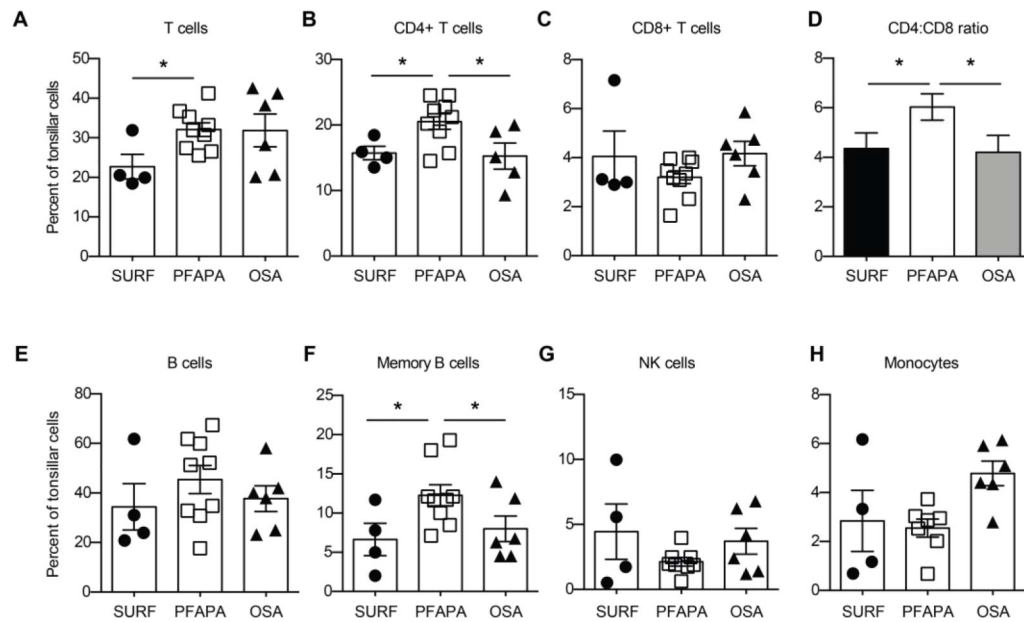 A
T cells
Percent of tonsillar cells
50
40
30
20
10
0
*
SURF PFAPA OSA
B
CD4+ T cells
30
20
10
0
* *
SURF PFAPA OSA
C
CD8+ T cells
8
6
4
2
0
SURF PFAPA OSA
D
CD4:CD8 ratio
8
6
4
2
0
* *
SURF PFAPA OSA
E
B cells
Percent of tonsillar cells
80
60
40
20
0
SURF PFAPA OSA
F
Memory B cells
25
20
15
10
5
0
* *
SURF PFAPA OSA
G
NK cells
15
10
5
0
SURF PFAPA OSA
H
Monocytes
8
6
4
2
0
SURF PFAPA OSA